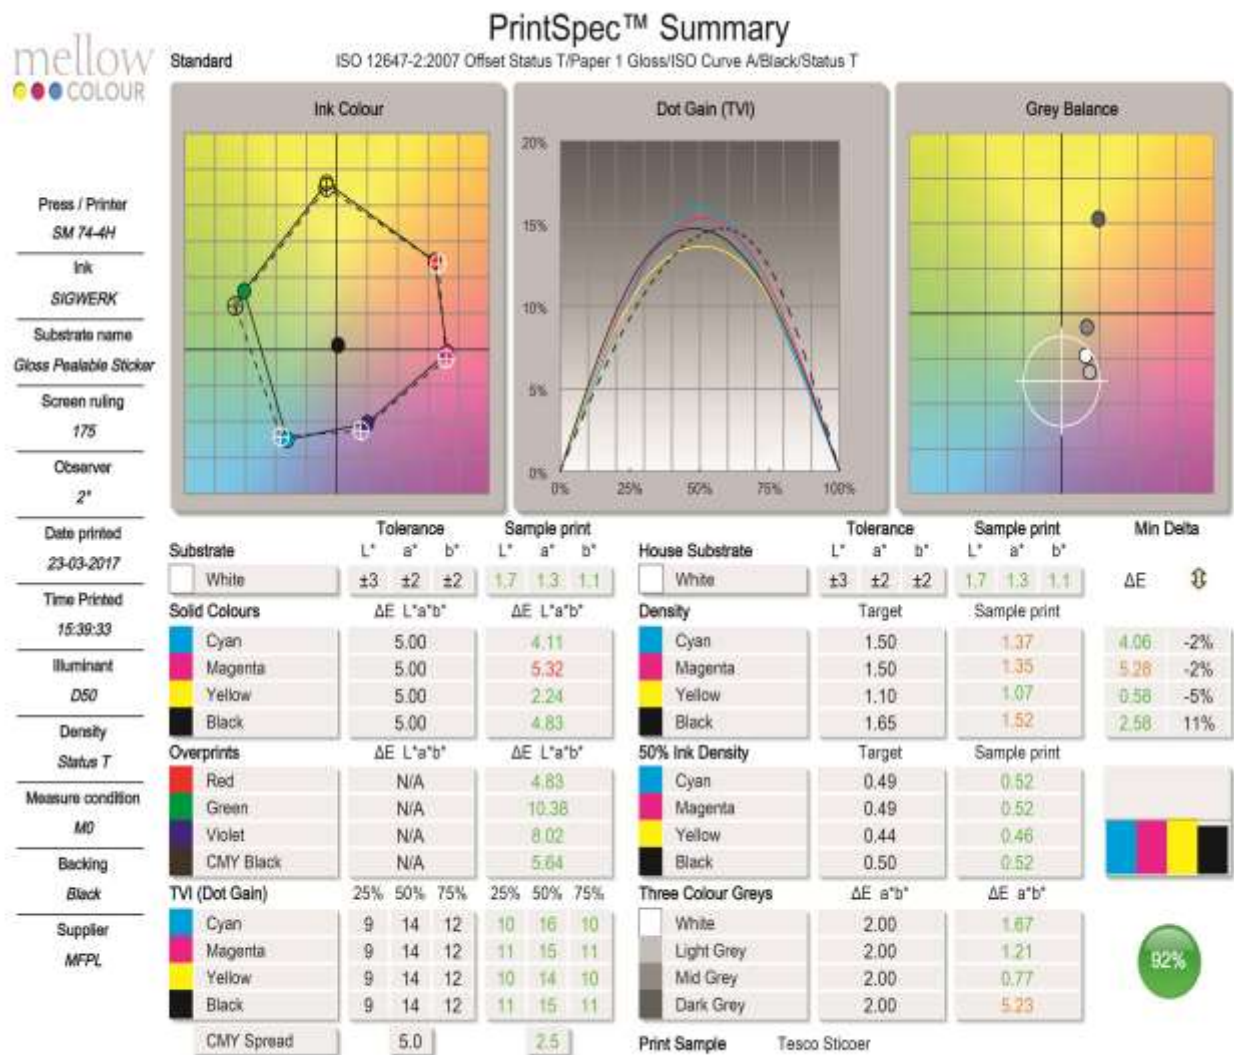 PrintSpec™ Summary
mellow
COLOUR
Standard ISO 12647-2:2007 Offset Status T/Paper 1 Gloss/ISO Curve A/Black/Status T
Press / Printer
SM 74-4H
Ink
SIGWERK
Substrate name
Gloss Pealable Sticker
Screen ruling
175
Observer
2°
Date printed
23-03-2017
Time Printed
15:39:33
Illuminant
D50
Density
Status T
Measure condition
M0
Backing
Black
Supplier
MFPL
Ink Colour
Dot Gain (TVI)
20%
15%
10%
5%
0%
0% 25% 50% 75% 100%
Grey Balance
Tolerance Sample print
Substrate L* a* b* L* a* b*
White ±3 ±2 ±2 1.7 1.3 1.1
Solid Colours ΔE L*a*b* ΔE L*a*b*
Cyan 5.00 4.11
Magenta 5.00 5.32
Yellow 5.00 2.24
Black 5.00 4.83
Overprints ΔE L*a*b* ΔE L*a*b*
Red N/A 4.83
Green N/A 10.38
Violet N/A 8.02
CMY Black N/A 5.64
TVI (Dot Gain) 25% 50% 75% 25% 50% 75%
Cyan 9 14 12 10 16 10
Magenta 9 14 12 11 15 11
Yellow 9 14 12 10 14 10
Black 9 14 12 11 15 11
CMY Spread 5.0 2.5
Tolerance Sample print Min Delta
House Substrate L* a* b* L* a* b*
White ±3 ±2 ±2 1.7 1.3 1.1 ΔE
Density Target Sample print
Cyan 1.50 1.37 4.06 -2%
Magenta 1.50 1.35 5.28 -2%
Yellow 1.10 1.07 0.58 -5%
Black 1.65 1.52 2.58 11%
50% Ink Density Target Sample print
Cyan 0.49 0.52
Magenta 0.49 0.52
Yellow 0.44 0.46
Black 0.50 0.52
Three Colour Greys ΔE a*b* ΔE a*b*
White 2.00 1.67
Light Grey 2.00 1.21
Mid Grey 2.00 0.77
Dark Grey 2.00 5.23
92%
Print Sample Tesco Sticoer